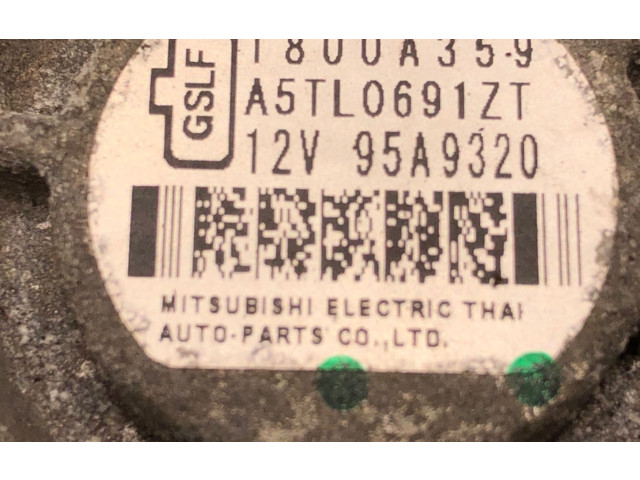 GSLF
1800A359
A5TL0691ZT
12V 95A9320
MITSUBISHI ELECTRIC THAI
AUTO-PARTS CO.,LTD.